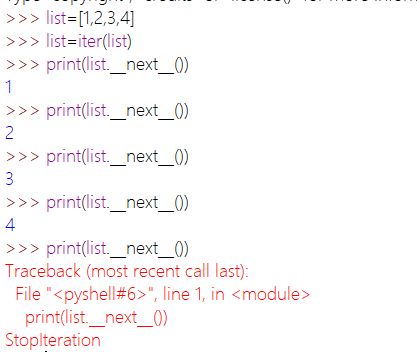 >>> list=[1,2,3,4]
>>> list=iter(list)
>>> print(list.__next__())
1
>>> print(list.__next__())
2
>>> print(list.__next__())
3
>>> print(list.__next__())
4
>>> print(list.__next__())
Traceback (most recent call last):
  File "<pyshell#6>", line 1, in <module>
    print(list.__next__())
StopIteration